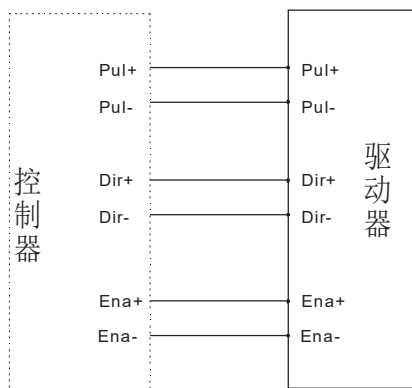 Pul+ Pul+
Pul- Pul-
控制器
Dir+ Dir+
Dir- Dir-
驱动器
Ena+ Ena+
Ena- Ena-